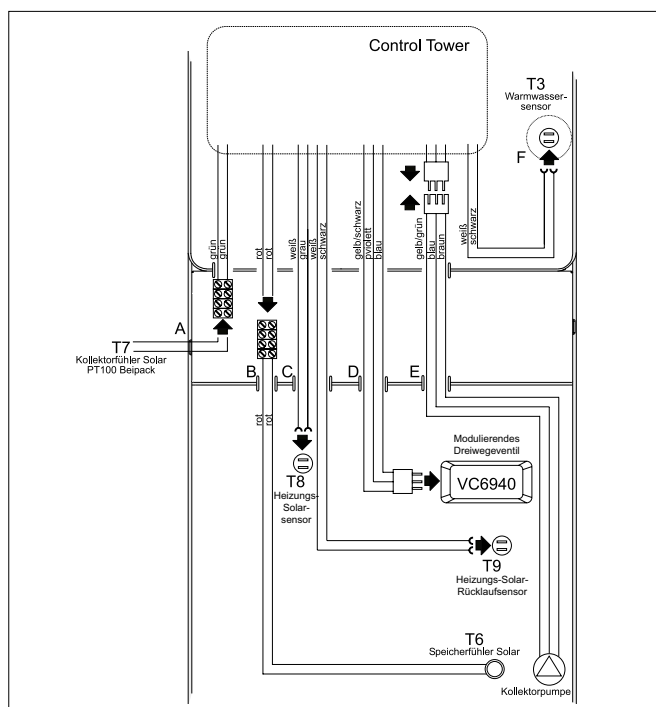 Control Tower
T3
Warmwasser-
sensor
F
grün
grün
rot
rot
weiß
grau
weiß
schwarz
gelb/schwarz
pviolett
blau
gelb/grün
blau
braun
weiß
schwarz
A
T7
Kollektorfühler Solar
PT100 Beipack
B
C
D
E
rot
rot
T8
Heizungs-
Solar-
sensor
Modulierendes
Dreiwegeventil
VC6940
T9
Heizungs-Solar-
Rücklaufsensor
T6
Speicherfühler Solar
Kollektorpumpe